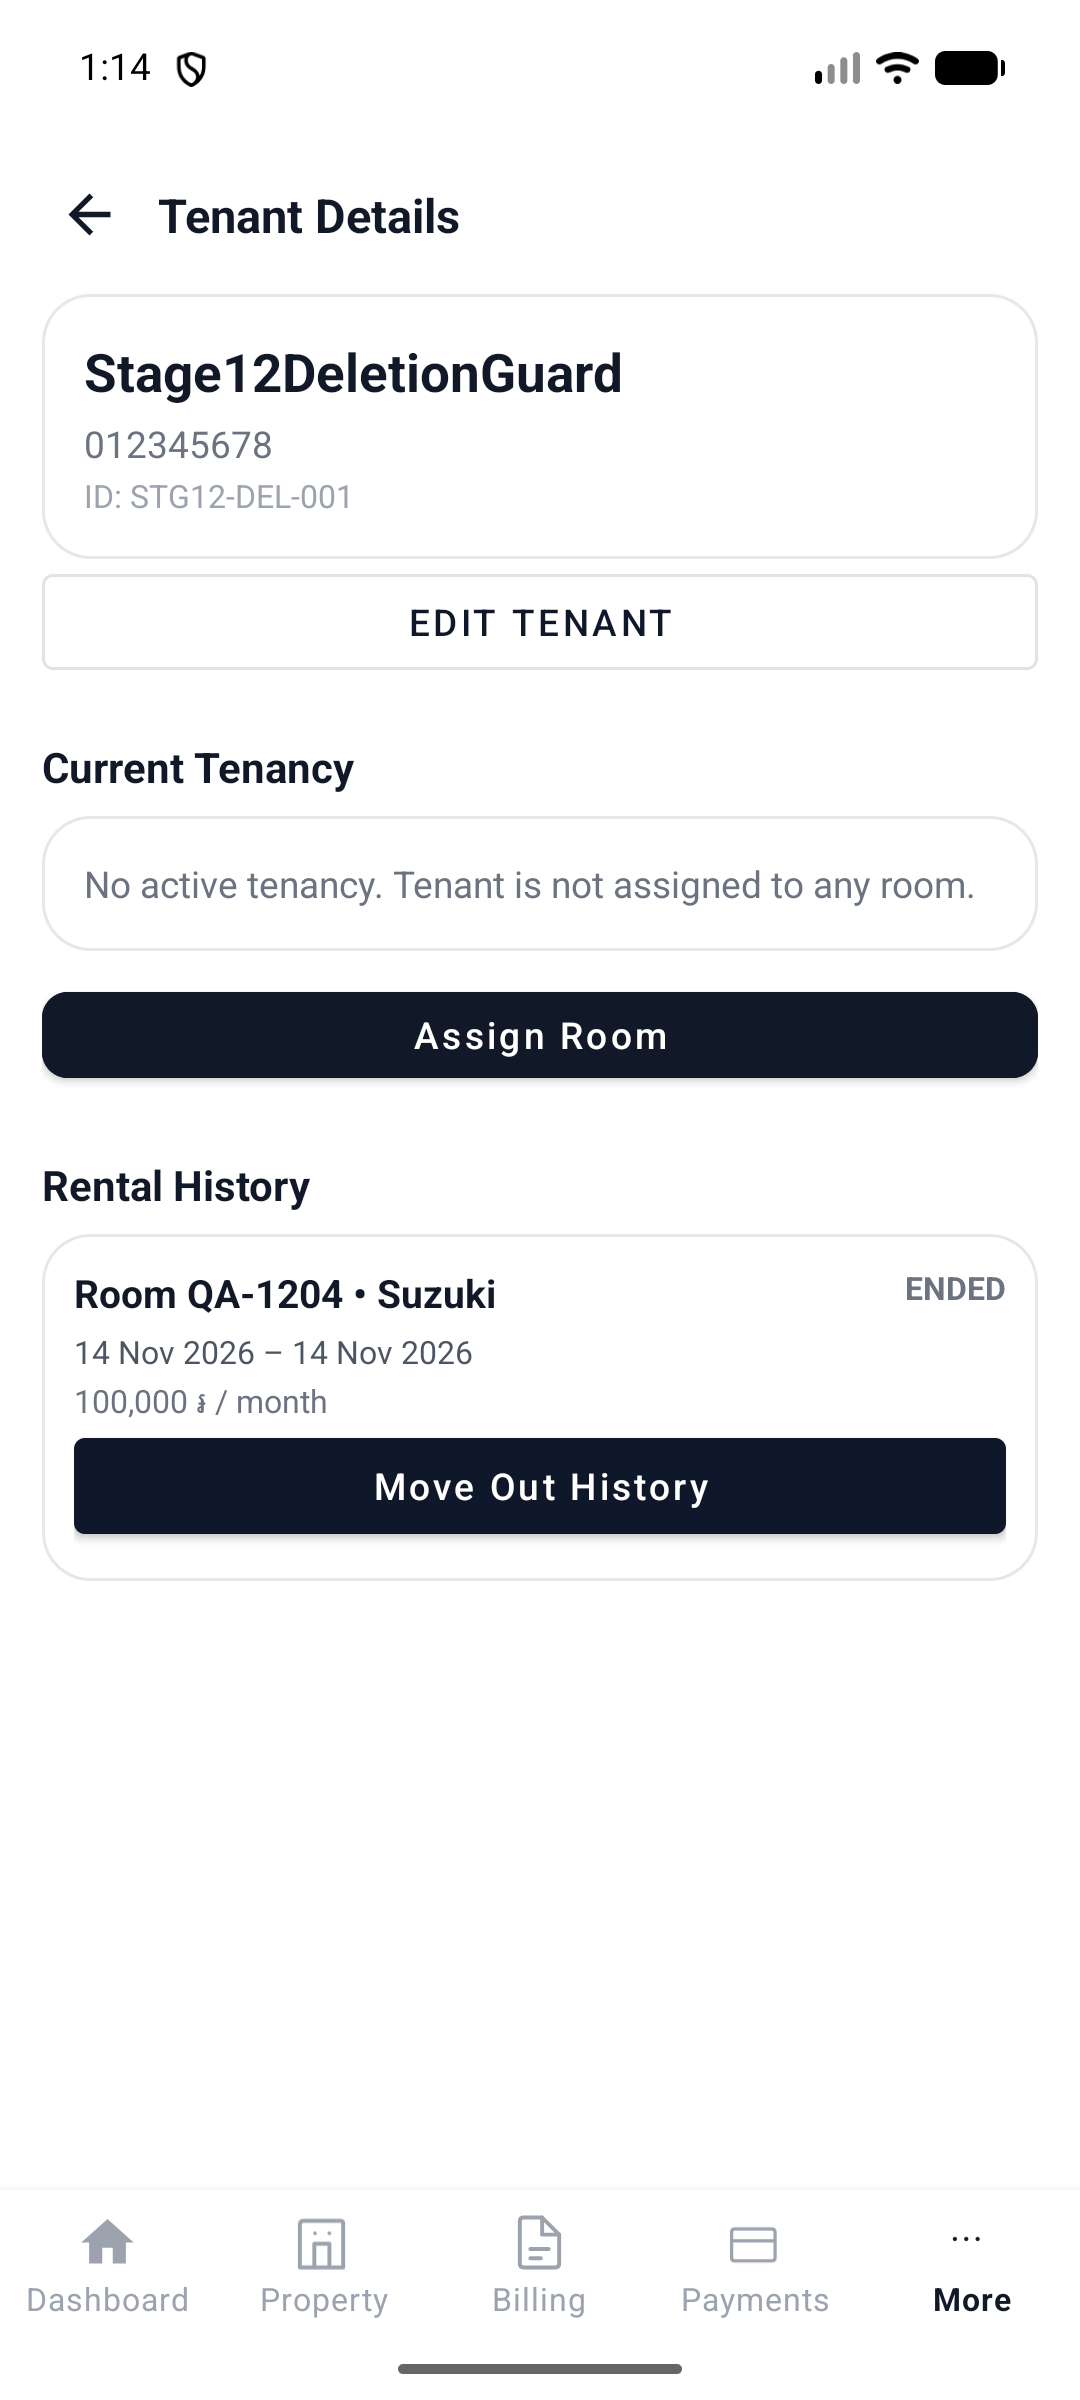 1:14
Tenant Details
Stage12DeletionGuard
012345678
ID: STG12-DEL-001
EDIT TENANT
Current Tenancy
No active tenancy. Tenant is not assigned to any room.
Assign Room
Rental History
Room QA-1204 • Suzuki
ENDED
14 Nov 2026 – 14 Nov 2026
100,000 ៛ / month
Move Out History
Dashboard
Property
Billing
Payments
More